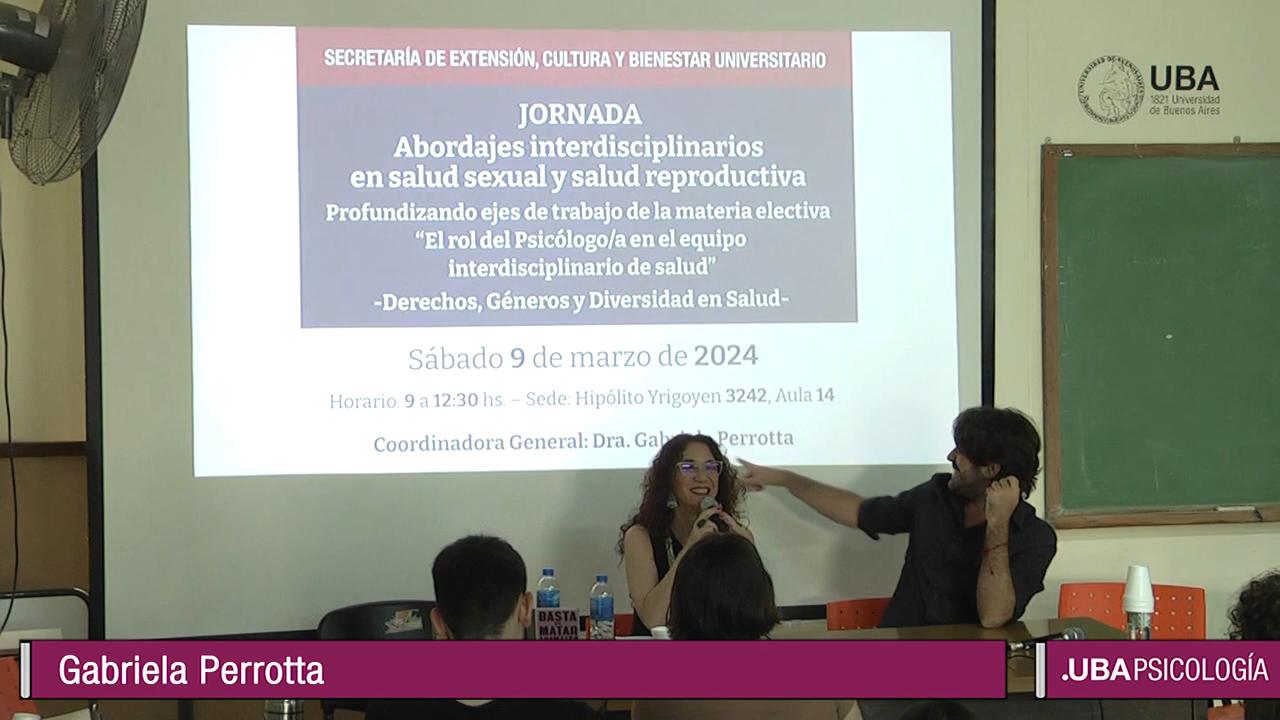 SECRETARÍA DE EXTENSIÓN, CULTURA Y BIENESTAR UNIVERSITARIO
JORNADA
Abordajes interdisciplinarios
en salud sexual y salud reproductiva
Profundizando ejes de trabajo de la materia electiva
“El rol del Psicólogo/a en el equipo
interdisciplinario de salud”
-Derechos, Géneros y Diversidad en Salud-
Sábado 9 de marzo de 2024
Horario: 9 a 12:30 hs. – Sede: Hipólito Yrigoyen 3242, Aula 14
Coordinadora General: Dra. Gabriela Perrotta
UBA
1821 Universidad
de Buenos Aires
BASTA
DE
MATAR
Gabriela Perrotta
.UBAPSICOLOGÍA